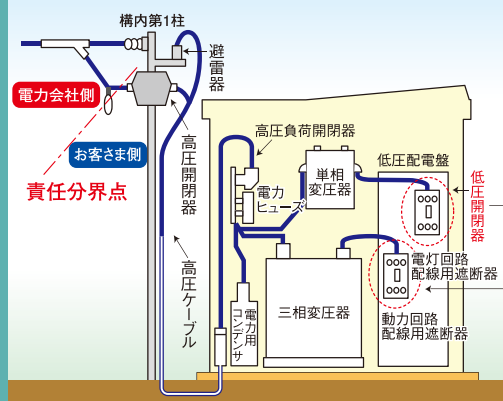 構内第1柱
避雷器
電力会社側
お客さま側
責任分界点
高圧開閉器
高圧ケーブル
高圧負荷開閉器
電力
ヒューズ
単相
変圧器
低圧配電盤
低圧開閉器
電灯回路
配線用遮断器
三相変圧器
電力用
コンデンサ
動力回路
配線用遮断器